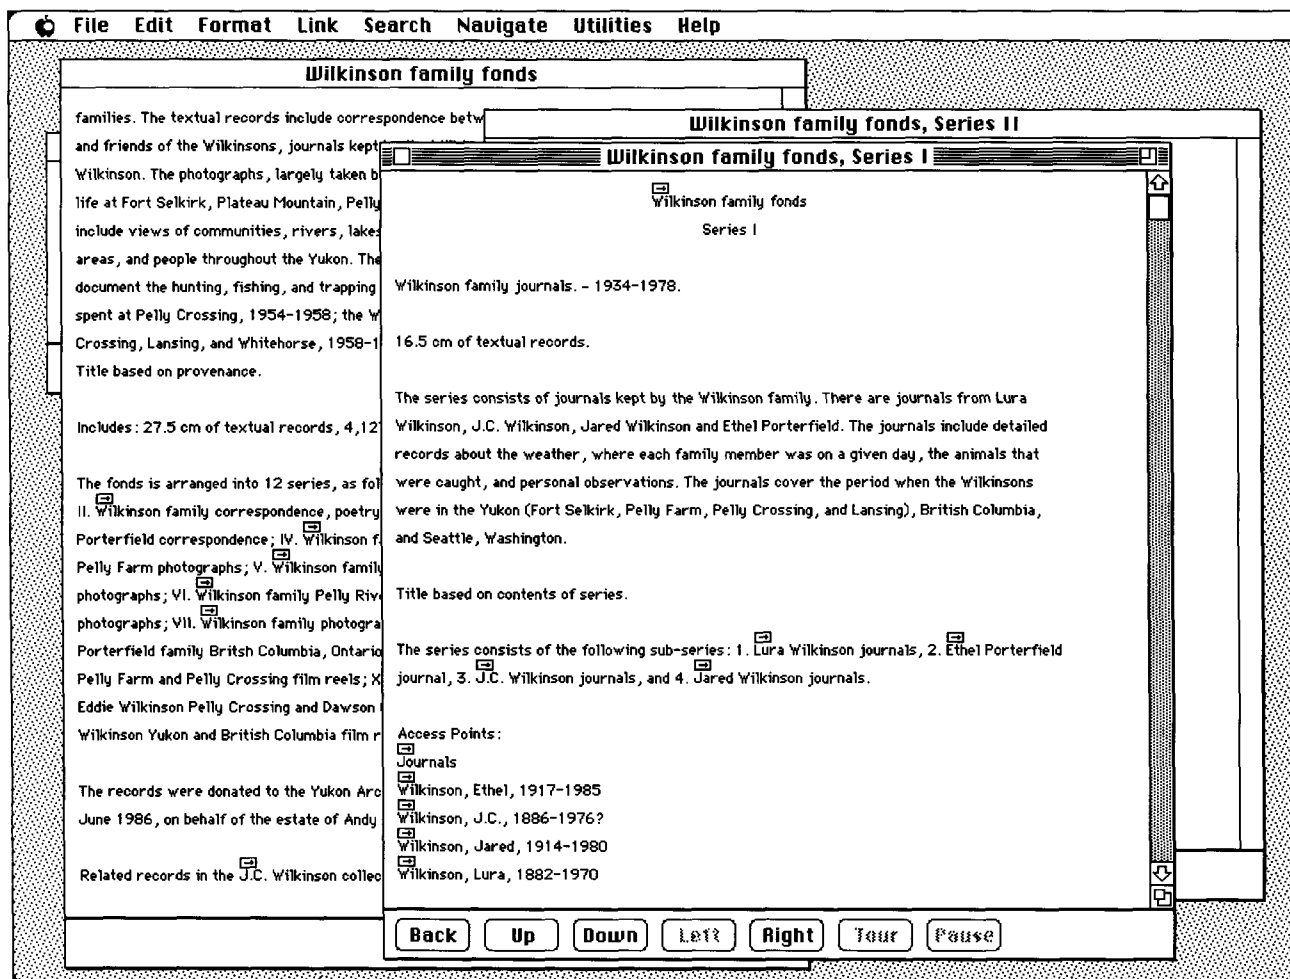 File Edit Format Link Search Navigate Utilities Help
Wilkinson family fonds
families. The textual records include correspondence betw
and friends of the Wilkinsons, journals kept
Wilkinson. The photographs, largely taken b
life at Fort Selkirk, Plateau Mountain, Pelly
include views of communities, rivers, lakes
areas, and people throughout the Yukon. The
document the hunting, fishing, and trapping
spent at Pelly Crossing, 1954-1958; the W
Crossing, Lansing, and Whitehorse, 1958-1
Title based on provenance.
Includes: 27.5 cm of textual records, 4,127
The fonds is arranged into 12 series, as fol
II. Wilkinson family correspondence, poetry
Porterfield correspondence; IV. Wilkinson f
Pelly Farm photographs; V. Wilkinson family
photographs; VI. Wilkinson family Pelly Rive
photographs; VII. Wilkinson family photogra
Porterfield family Britsh Columbia, Ontario
Pelly Farm and Pelly Crossing film reels; X
Eddie Wilkinson Pelly Crossing and Dawson
Wilkinson Yukon and British Columbia film r
The records were donated to the Yukon Arc
June 1986, on behalf of the estate of Andy
Related records in the J.C. Wilkinson collec
Wilkinson family fonds, Series II
Wilkinson family fonds, Series I
Wilkinson family fonds
Series I
Wilkinson family journals. - 1934-1978.
16.5 cm of textual records.
The series consists of journals kept by the Wilkinson family. There are journals from Lura
Wilkinson, J.C. Wilkinson, Jared Wilkinson and Ethel Porterfield. The journals include detailed
records about the weather, where each family member was on a given day, the animals that
were caught, and personal observations. The journals cover the period when the Wilkinsons
were in the Yukon (Fort Selkirk, Pelly Farm, Pelly Crossing, and Lansing), British Columbia,
and Seattle, Washington.
Title based on contents of series.
The series consists of the following sub-series: 1. Lura Wilkinson journals, 2. Ethel Porterfield
journal, 3. J.C. Wilkinson journals, and 4. Jared Wilkinson journals.
Access Points:
Journals
Wilkinson, Ethel, 1917-1985
Wilkinson, J.C., 1886-1976?
Wilkinson, Jared, 1914-1980
Wilkinson, Lura, 1882-1970
Back Up Down Left Right Tour Pause